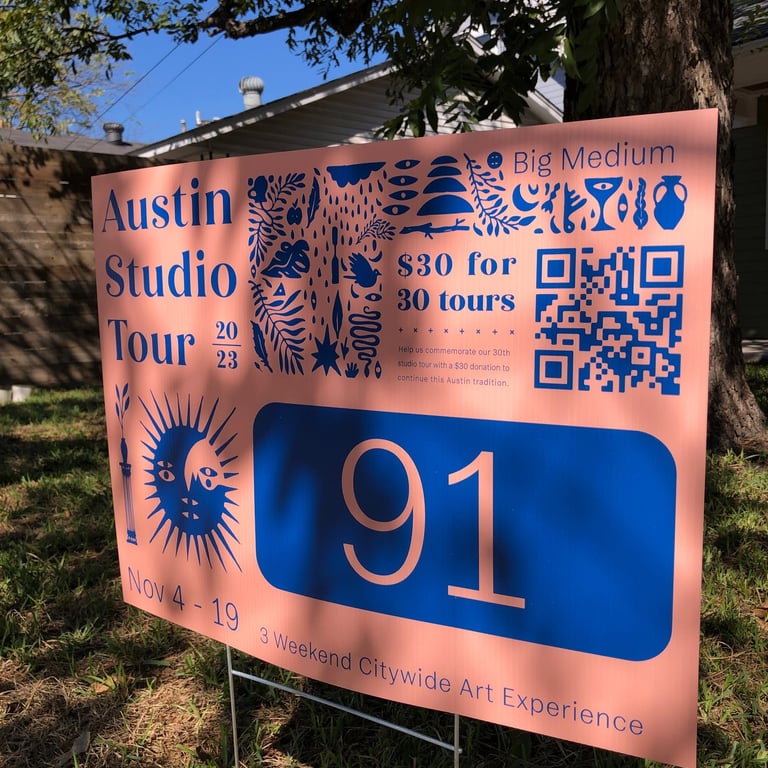 Austin
Studio
Tour 20
23
Big Medium
$30 for
30 tours
Help us commemorate our 30th
studio tour with a $30 donation to
continue this Austin tradition.
91
Nov 4 - 19
3 Weekend Citywide Art Experience